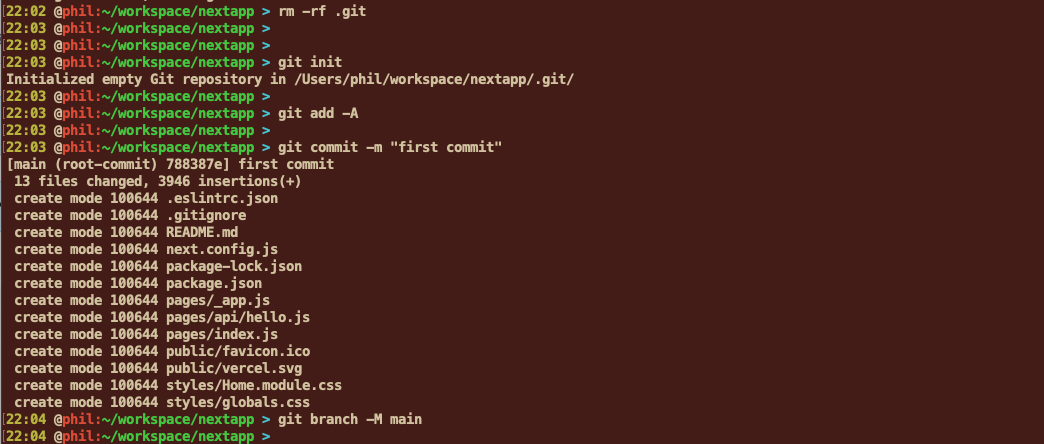 [22:02 @phil:~/workspace/nextapp > rm -rf .git
[22:03 @phil:~/workspace/nextapp >
[22:03 @phil:~/workspace/nextapp >
[22:03 @phil:~/workspace/nextapp > git init
Initialized empty Git repository in /Users/phil/workspace/nextapp/.git/
[22:03 @phil:~/workspace/nextapp >
[22:03 @phil:~/workspace/nextapp > git add -A
[22:03 @phil:~/workspace/nextapp >
[22:03 @phil:~/workspace/nextapp > git commit -m "first commit"
[main (root-commit) 788387e] first commit
 13 files changed, 3946 insertions(+)
 create mode 100644 .eslintrc.json
 create mode 100644 .gitignore
 create mode 100644 README.md
 create mode 100644 next.config.js
 create mode 100644 package-lock.json
 create mode 100644 package.json
 create mode 100644 pages/_app.js
 create mode 100644 pages/api/hello.js
 create mode 100644 pages/index.js
 create mode 100644 public/favicon.ico
 create mode 100644 public/vercel.svg
 create mode 100644 styles/Home.module.css
 create mode 100644 styles/globals.css
[22:04 @phil:~/workspace/nextapp > git branch -M main
[22:04 @phil:~/workspace/nextapp >